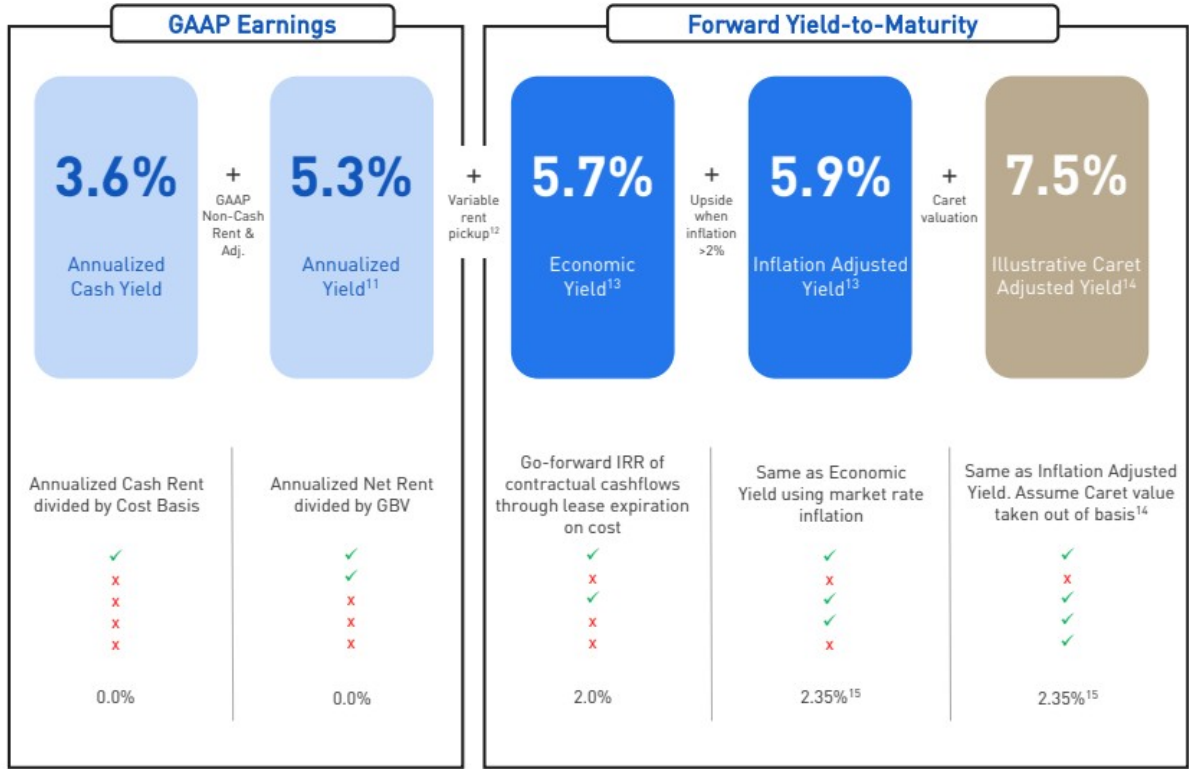 GAAP Earnings
Forward Yield-to-Maturity
3.6%
Annualized
Cash Yield
+
GAAP
Non-Cash
Rent &
Adj.
5.3%
Annualized
Yield¹¹
+
Variable
rent
pickup¹²
5.7%
Economic
Yield¹³
+
Upside
when
inflation
>2%
5.9%
Inflation Adjusted
Yield¹³
+
Caret
valuation
7.5%
Illustrative Caret
Adjusted Yield¹⁴
Annualized Cash Rent
divided by Cost Basis
✓
x
x
x
x
0.0%
Annualized Net Rent
divided by GBV
✓
✓
x
x
x
0.0%
Go-forward IRR of
contractual cashflows
through lease expiration
on cost
✓
x
✓
x
x
2.0%
Same as Economic
Yield using market rate
inflation
✓
x
✓
✓
x
2.35%¹⁵
Same as Inflation Adjusted
Yield. Assume Caret value
taken out of basis¹⁴
✓
x
✓
✓
✓
2.35%¹⁵